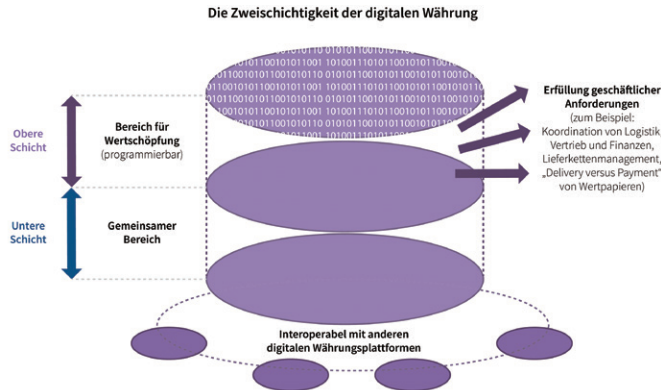 Die Zweischichtigkeit der digitalen Währung
Obere
Schicht
Bereich für
Wertschöpfung
(programmierbar)
Untere
Schicht
Gemeinsamer
Bereich
Erfüllung geschäftlicher
Anforderungen
(zum Beispiel:
Koordination von Logistik,
Vertrieb und Finanzen,
Lieferkettenmanagement,
„Delivery versus Payment“
von Wertpapieren)
Interoperabel mit anderen
digitalen Währungsplattformen